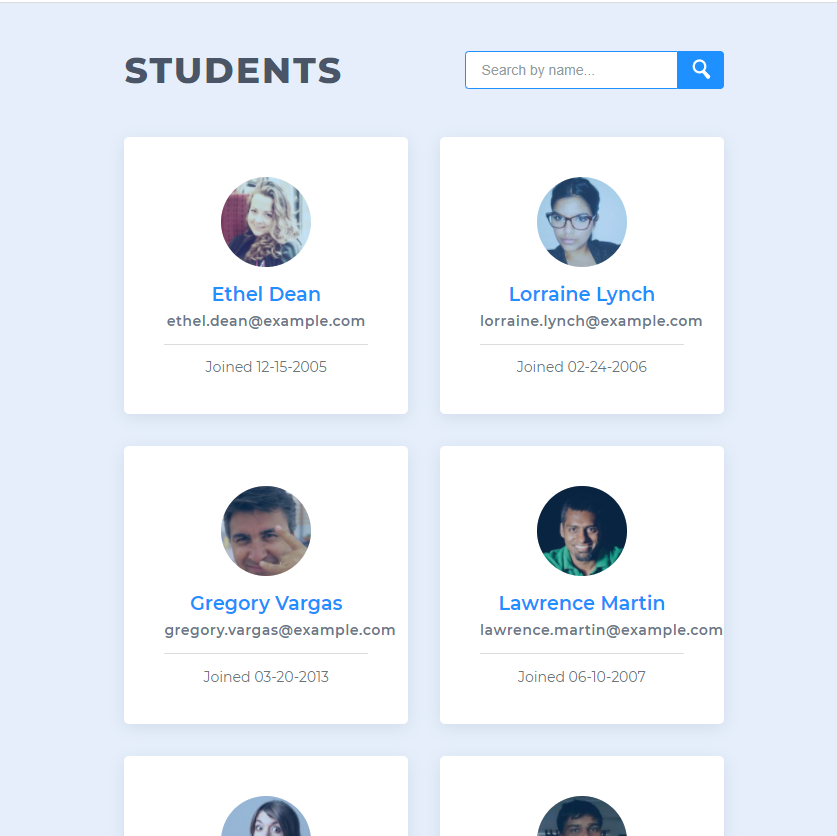 STUDENTS
Search by name...
Ethel Dean
ethel.dean@example.com
Joined 12-15-2005
Lorraine Lynch
lorraine.lynch@example.com
Joined 02-24-2006
Gregory Vargas
gregory.vargas@example.com
Joined 03-20-2013
Lawrence Martin
lawrence.martin@example.com
Joined 06-10-2007